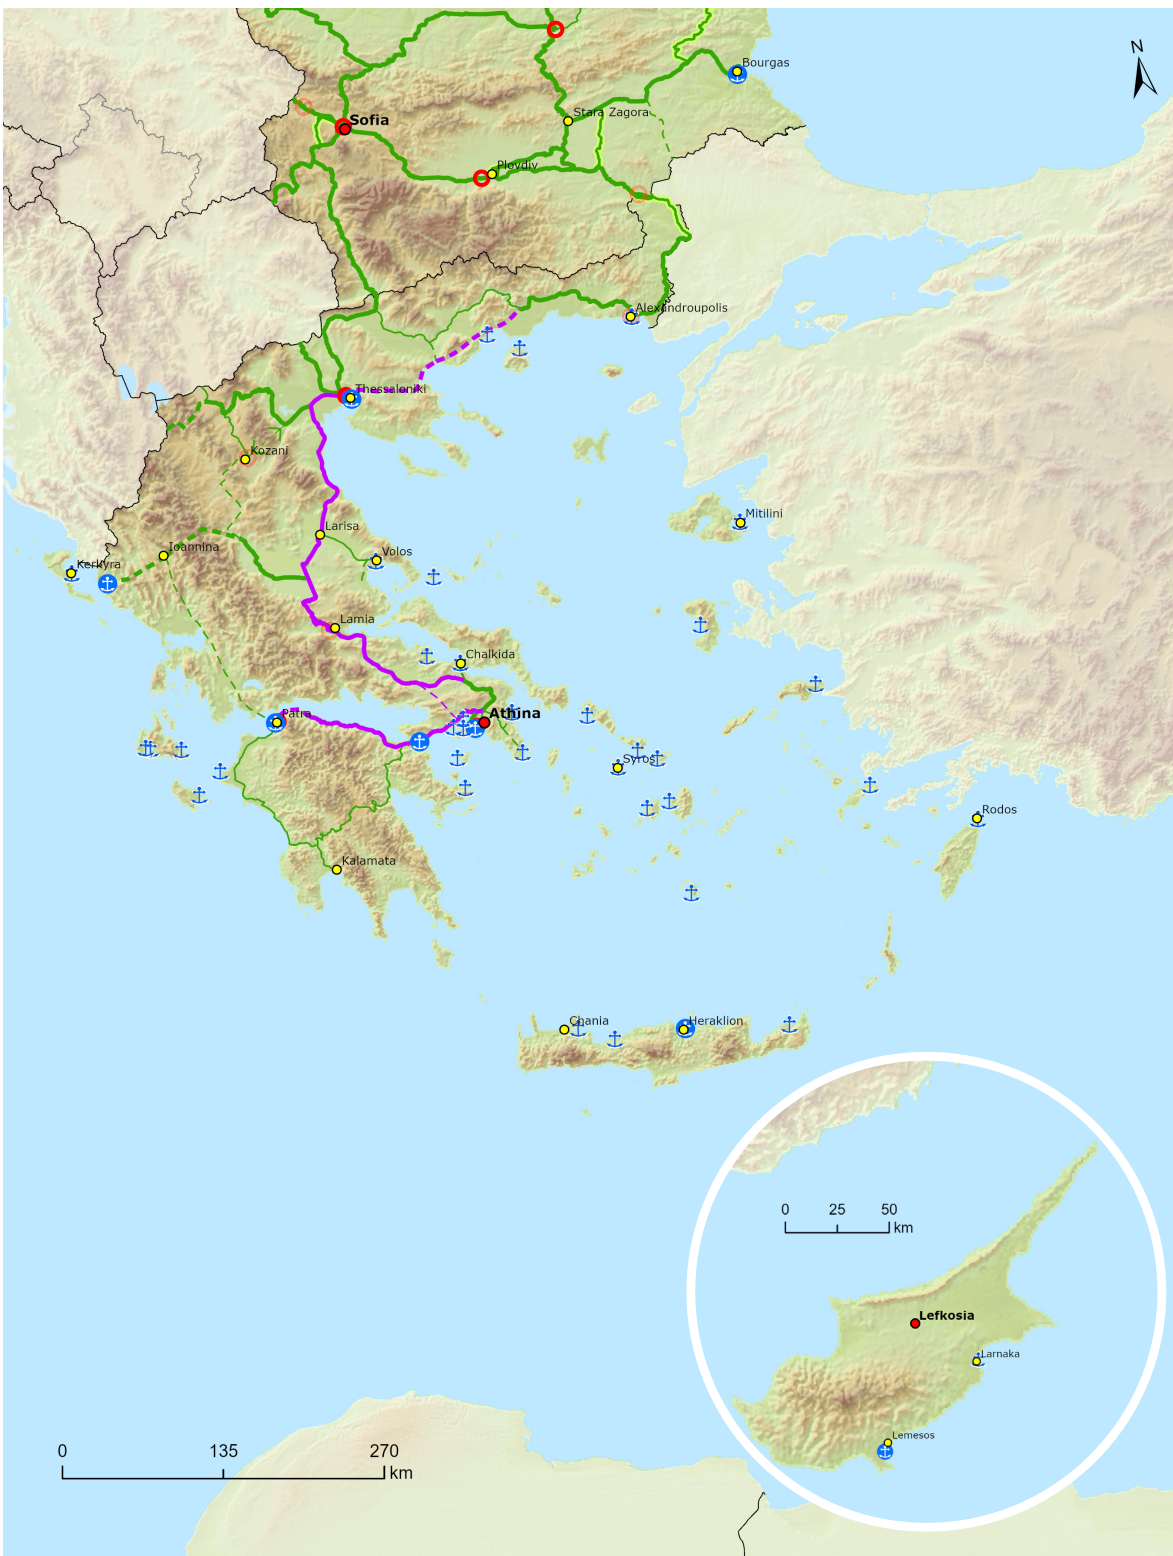 N
Bourgas
Stara Zagora
Sofia
Plovdiv
Alexandroupolis
Thessaloniki
Kozani
Mitilini
Larisa
Ioannina
Volos
Kerkyra
Lamia
Chalkida
Patra
Athina
Syros
Rodos
Kalamata
Chania
Heraklion
0 25 50
km
Lefkosia
Larnaka
Lemesos
0 135 270
km